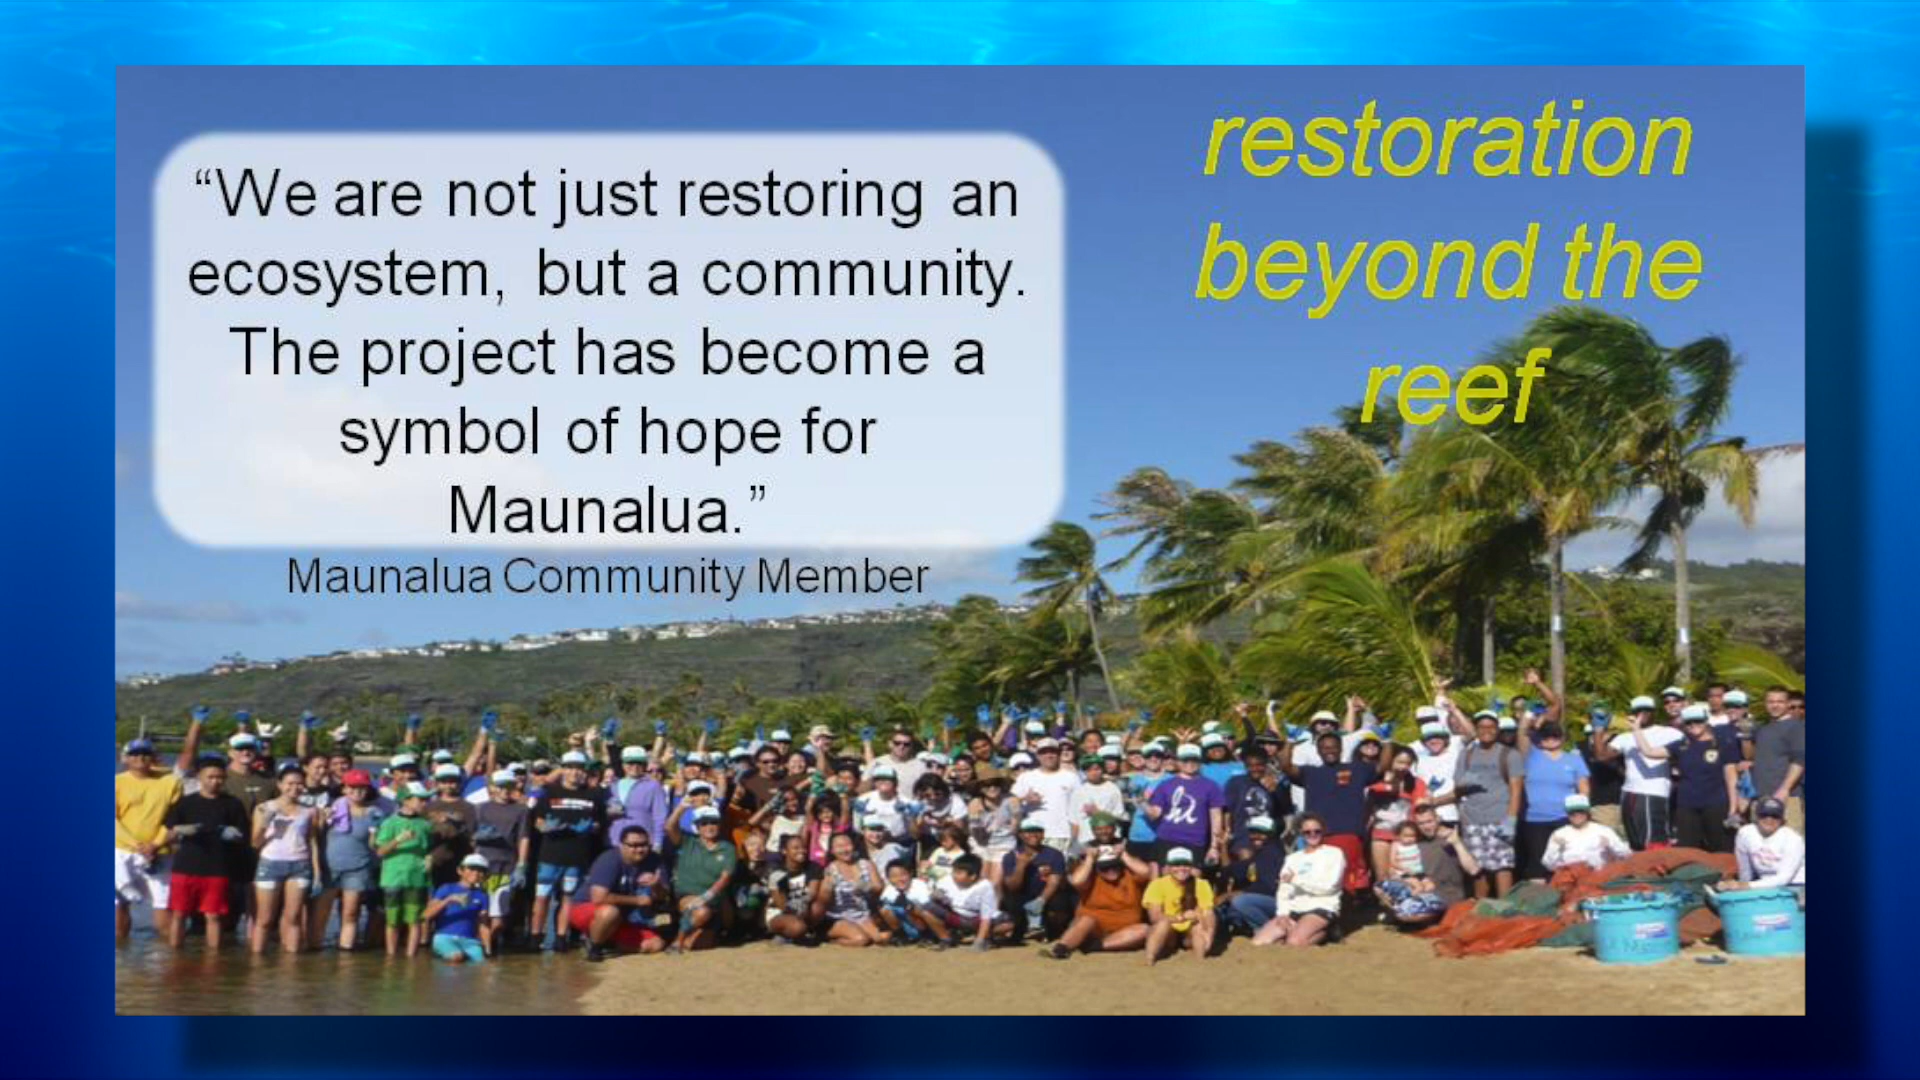 “We are not just restoring an
ecosystem, but a community.
The project has become a
symbol of hope for
Maunalua.”
Maunalua Community Member
restoration
beyond the
reef